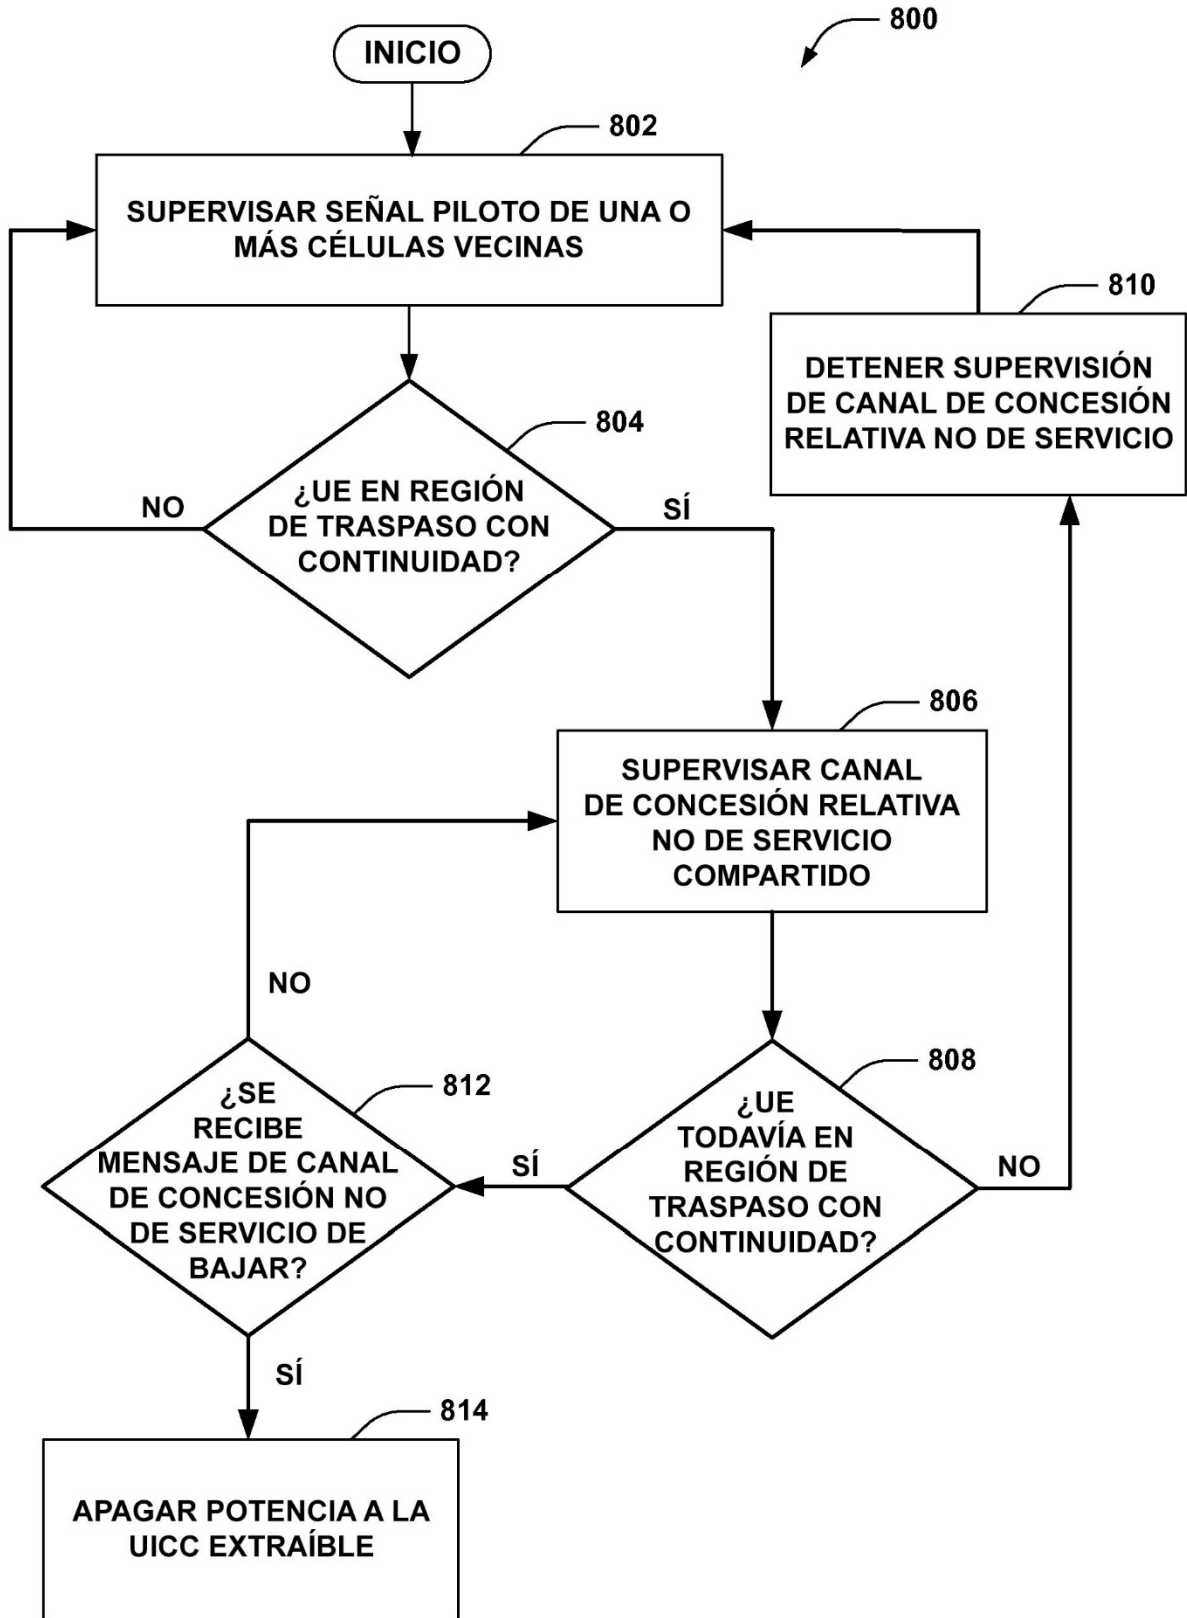 800
INICIO
802
SUPERVISAR SEÑAL PILOTO DE UNA O
MÁS CÉLULAS VECINAS
810
DETENER SUPERVISIÓN
DE CANAL DE CONCESIÓN
RELATIVA NO DE SERVICIO
804
¿UE EN REGIÓN
DE TRASPASO CON
CONTINUIDAD?
NO
SÍ
806
SUPERVISAR CANAL
DE CONCESIÓN RELATIVA
NO DE SERVICIO
COMPARTIDO
NO
808
¿UE
TODAVÍA EN
REGIÓN DE
TRASPASO CON
CONTINUIDAD?
NO
SÍ
812
¿SE
RECIBE
MENSAJE DE CANAL
DE CONCESIÓN NO
DE SERVICIO DE
BAJAR?
SÍ
814
APAGAR POTENCIA A LA
UICC EXTRAÍBLE